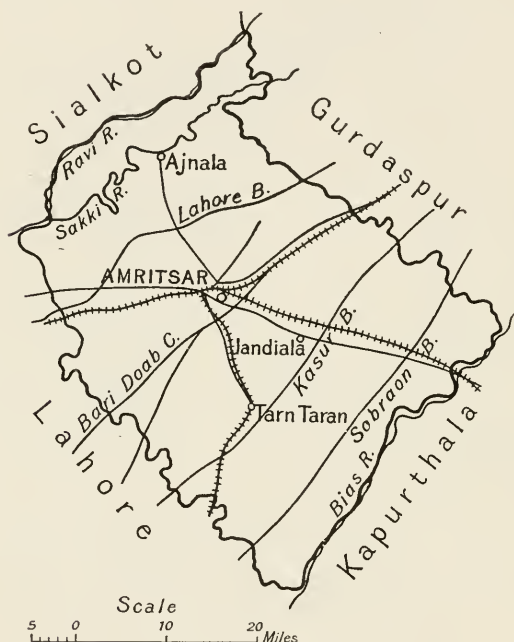 Sialkot
Gurdaspur
Ravi R.
Ajnala
Sakki R.
Lahore B.
AMRITSAR
Jandiala
Kasur B.
Bari Doab C.
Sobraon B.
Tarn Taran
Lahore
Bias R.
Kapurthala
Scale
5 0 10 20 Miles